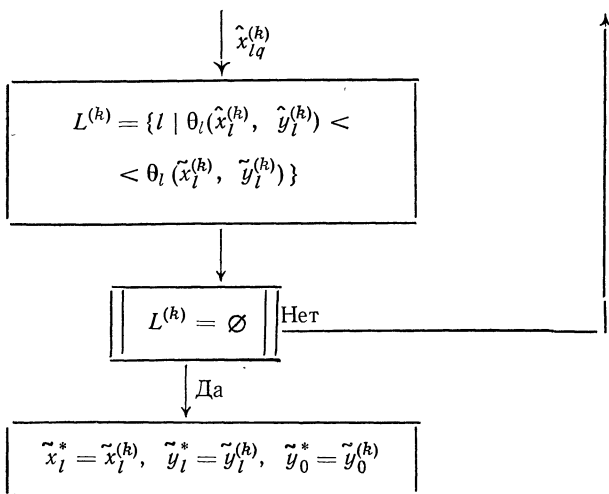 x̂_{lq}^{(k)}
L^{(k)} = {l | θ_l(x̂_l^{(k)}, ŷ_l^{(k)}) <
< θ_l (x̃_l^{(k)}, ỹ_l^{(k)})}
L^{(k)} = ∅
Нет
Да
x̃_l^* = x̃_l^{(k)}, ỹ_l^* = ỹ_l^{(k)}, ỹ_0^* = ỹ_0^{(k)}